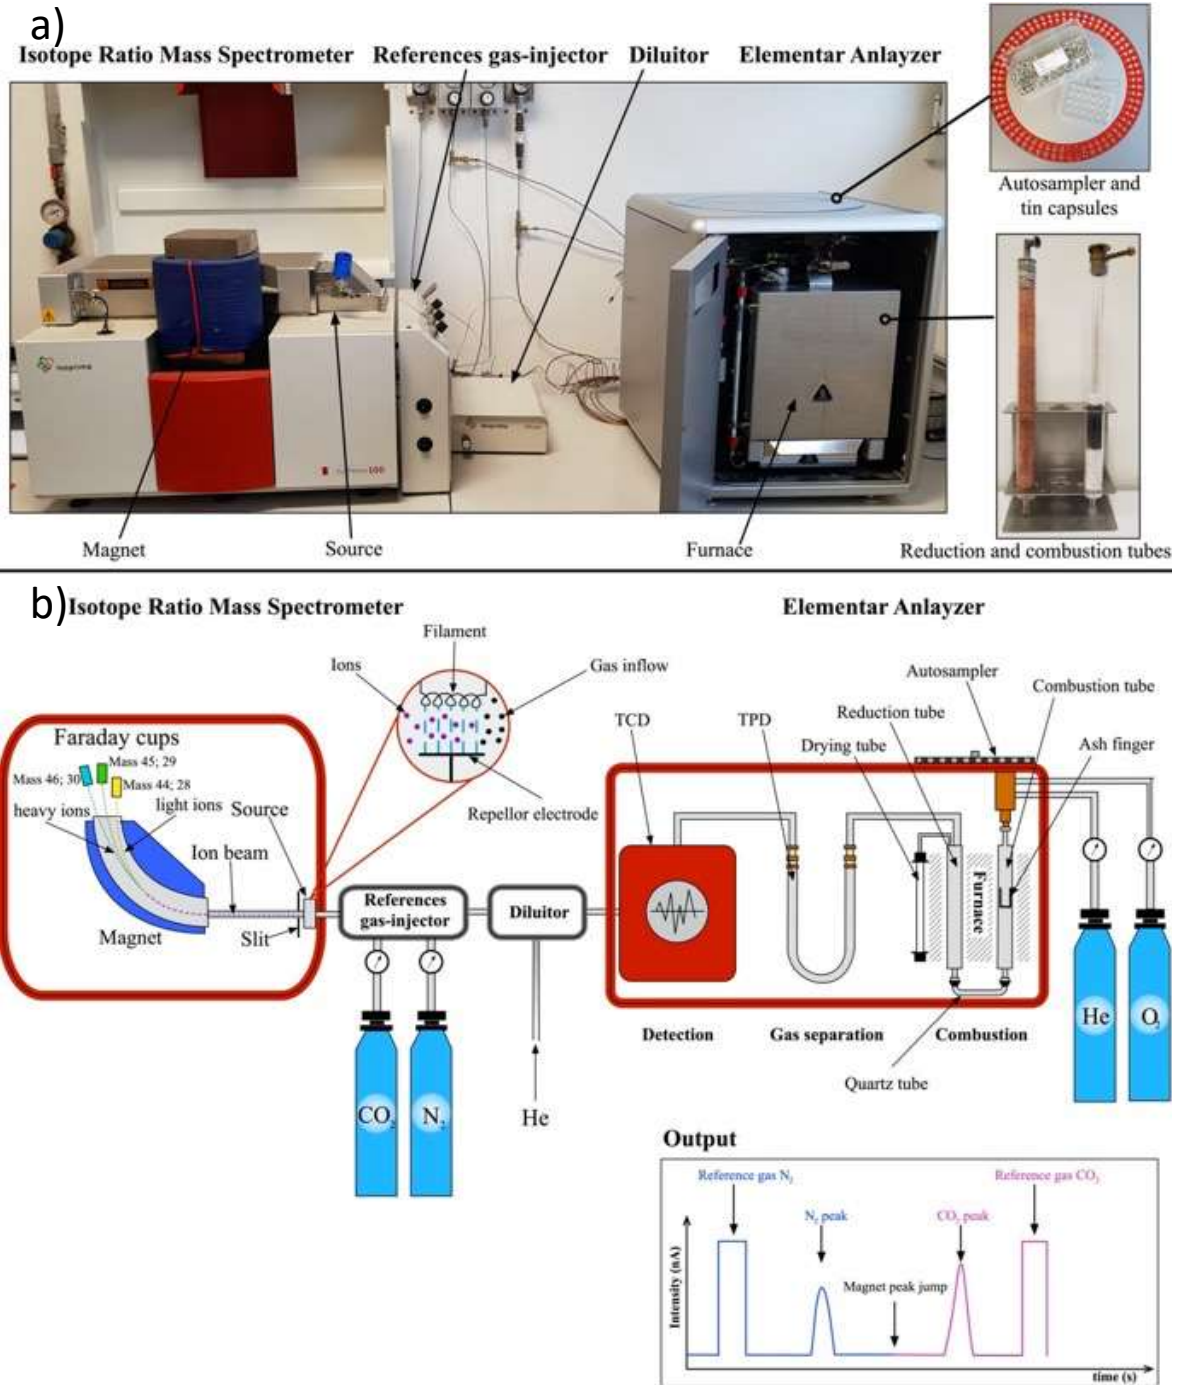 a)
Isotope Ratio Mass Spectrometer References gas-injector Diluitor Elementar Anlayzer
Autosampler and
tin capsules
100
Magnet
Source
Furnace
Reduction and combustion tubes
b)
Isotope Ratio Mass Spectrometer
Elementar Anlayzer
Filament
Ions
Gas inflow
Repellor electrode
Faraday cups
Mass 46; 30
Mass 45; 29
Mass 44; 28
heavy ions
light ions
Source
Ion beam
Magnet
Slit
References
gas-injector
Diluitor
CO2
N2
He
TCD
TPD
Autosampler
Combustion tube
Reduction tube
Drying tube
Ash finger
Furnace
He
O2
Detection
Gas separation
Combustion
Quartz tube
Output
Reference gas N2
Reference gas CO2
N2 peak
CO2 peak
Magnet peak jump
Intensity (nA)
time (s)